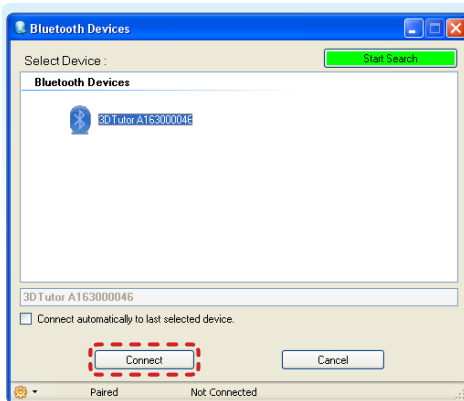 Bluetooth Devices
Select Device :
Start Search
Bluetooth Devices
3DTutor A163000046
3DTutor A163000046
Connect automatically to last selected device.
Connect
Cancel
Paired
Not Connected